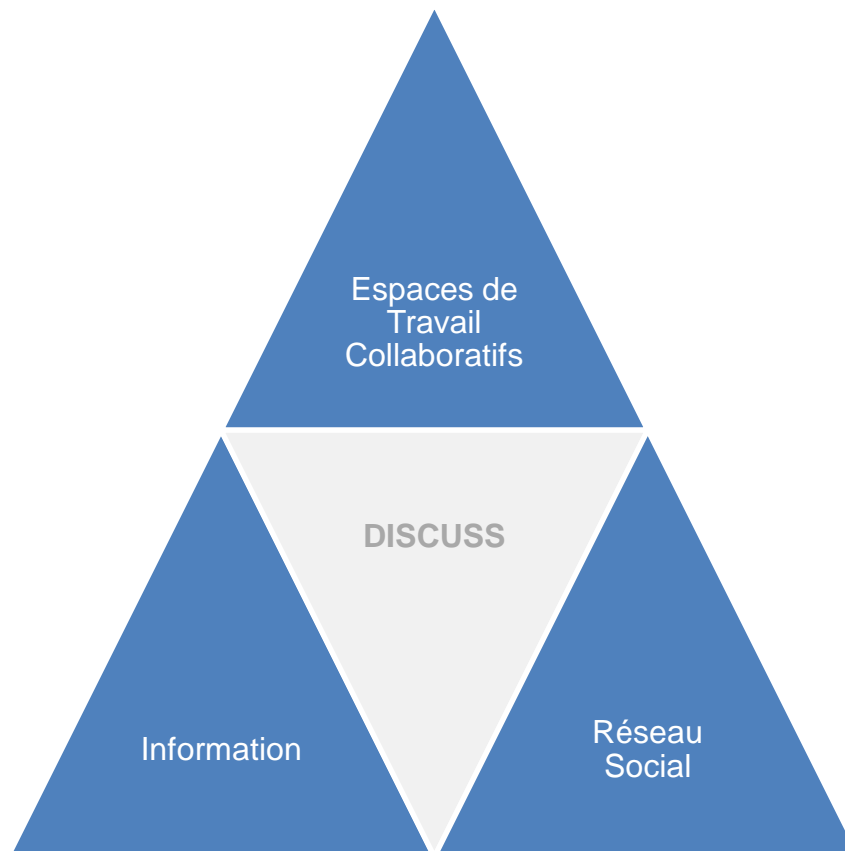 Espaces de
Travail
Collaboratifs
DISCUSS
Information
Réseau
Social